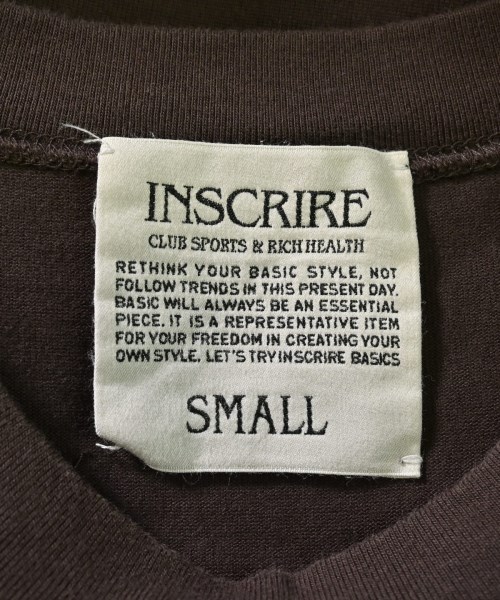 INSCRIRE
CLUB SPORTS & RICH HEALTH
RETHINK YOUR BASIC STYLE, NOT
FOLLOW TRENDS IN THIS PRESENT DAY.
BASIC WILL ALWAYS BE AN ESSENTIAL
PIECE. IT IS A REPRESENTATIVE ITEM
FOR YOUR FREEDOM IN CREATING YOUR
OWN STYLE. LET'S TRY INSCRIRE BASICS
SMALL